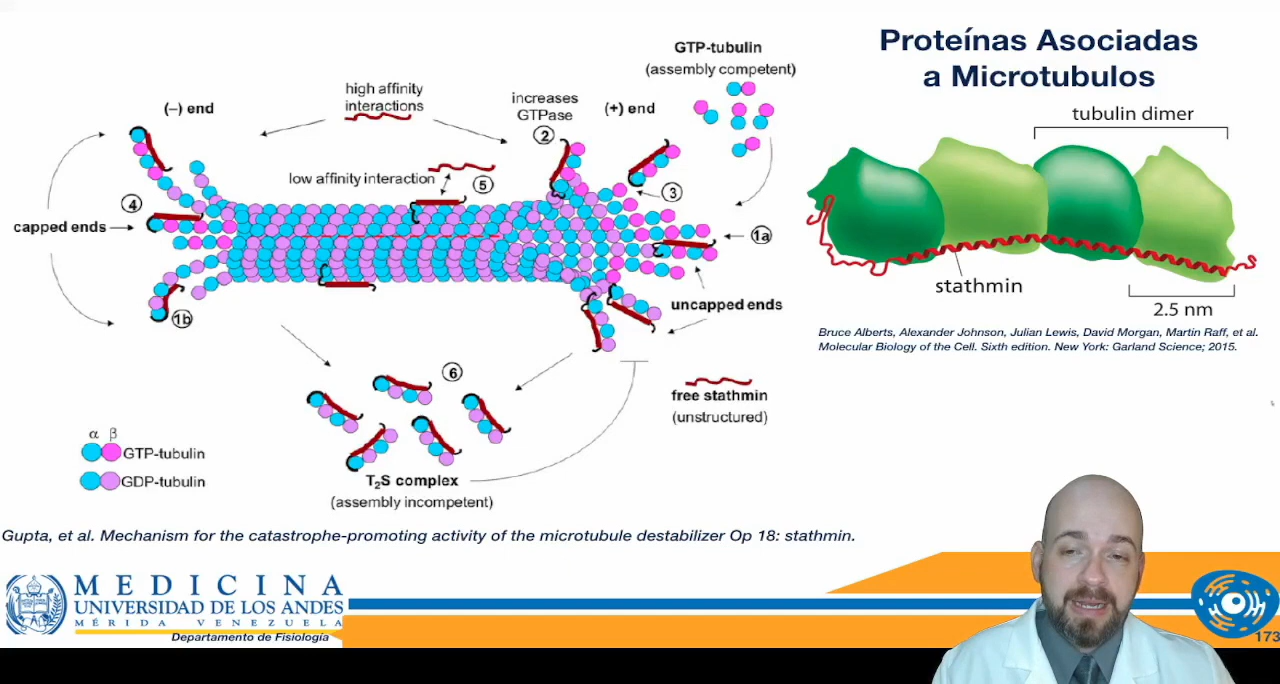 Proteínas Asociadas
a Microtubulos
GTP-tubulin
(assembly competent)
high affinity
interactions
increases
GTPase
(–) end
(+) end
2
low affinity interaction
5
3
4
capped ends
1a
1b
uncapped ends
6
free stathmin
(unstructured)
α β
GTP-tubulin
GDP-tubulin
T2S complex
(assembly incompetent)
tubulin dimer
stathmin
2.5 nm
Bruce Alberts, Alexander Johnson, Julian Lewis, David Morgan, Martin Raff, et al.
Molecular Biology of the Cell. Sixth edition. New York: Garland Science; 2015.
Gupta, et al. Mechanism for the catastrophe-promoting activity of the microtubule destabilizer Op 18: stathmin.
MEDICINA
UNIVERSIDAD DE LOS ANDES
MÉRIDA VENEZUELA
Departamento de Fisiología
173